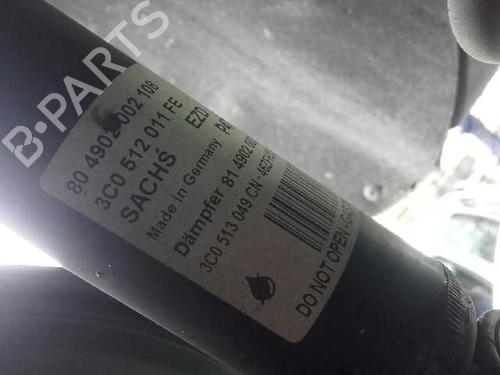 B-PARTS
80 4902 002 108
3C0 512 011 FE EZD
SACHS
Made in Germany
Dämpfer 81 4902 00
3C0 513 049 CN
DO NOT OPEN